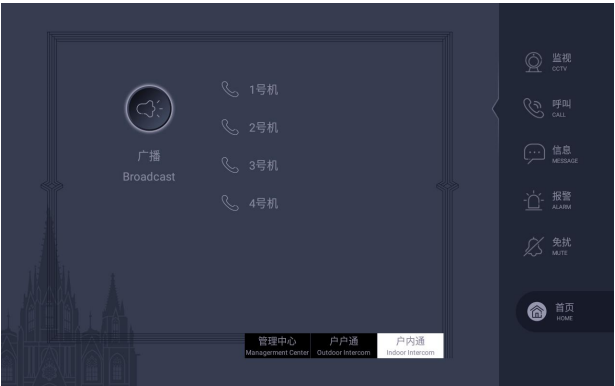 广播
Broadcast
1号机
2号机
3号机
4号机
管理中心
Managerment Center
户户通
Outdoor Intercom
户内通
Indoor Intercom
监视
CCTV
呼叫
CALL
信息
MESSAGE
报警
ALARM
免扰
MUTE
首页
HOME